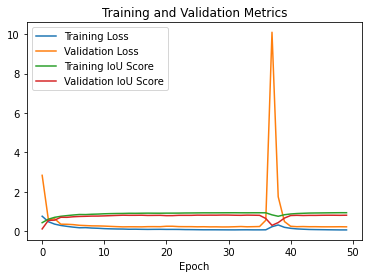 Training and Validation Metrics
Training Loss
Validation Loss
Training IoU Score
Validation IoU Score
10
8
6
4
2
0
0 10 20 30 40 50
Epoch